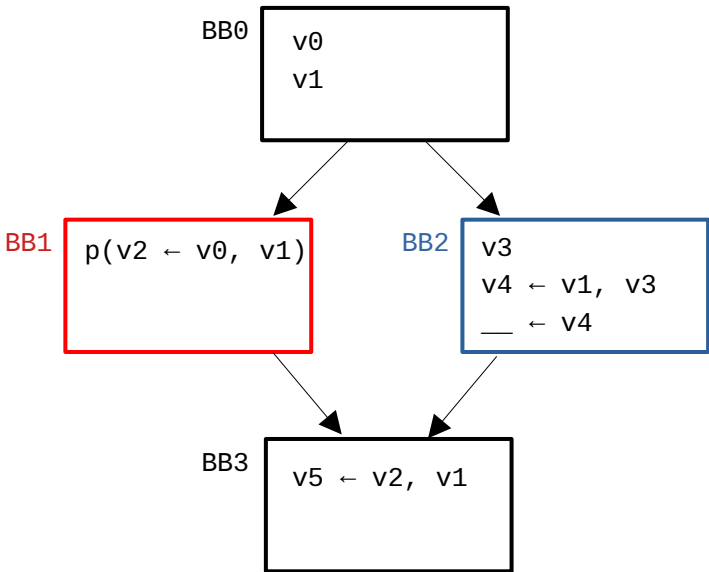 BB0
v0
v1
BB1
p(v2 ← v0, v1)
BB2
v3
v4 ← v1, v3
__ ← v4
BB3
v5 ← v2, v1